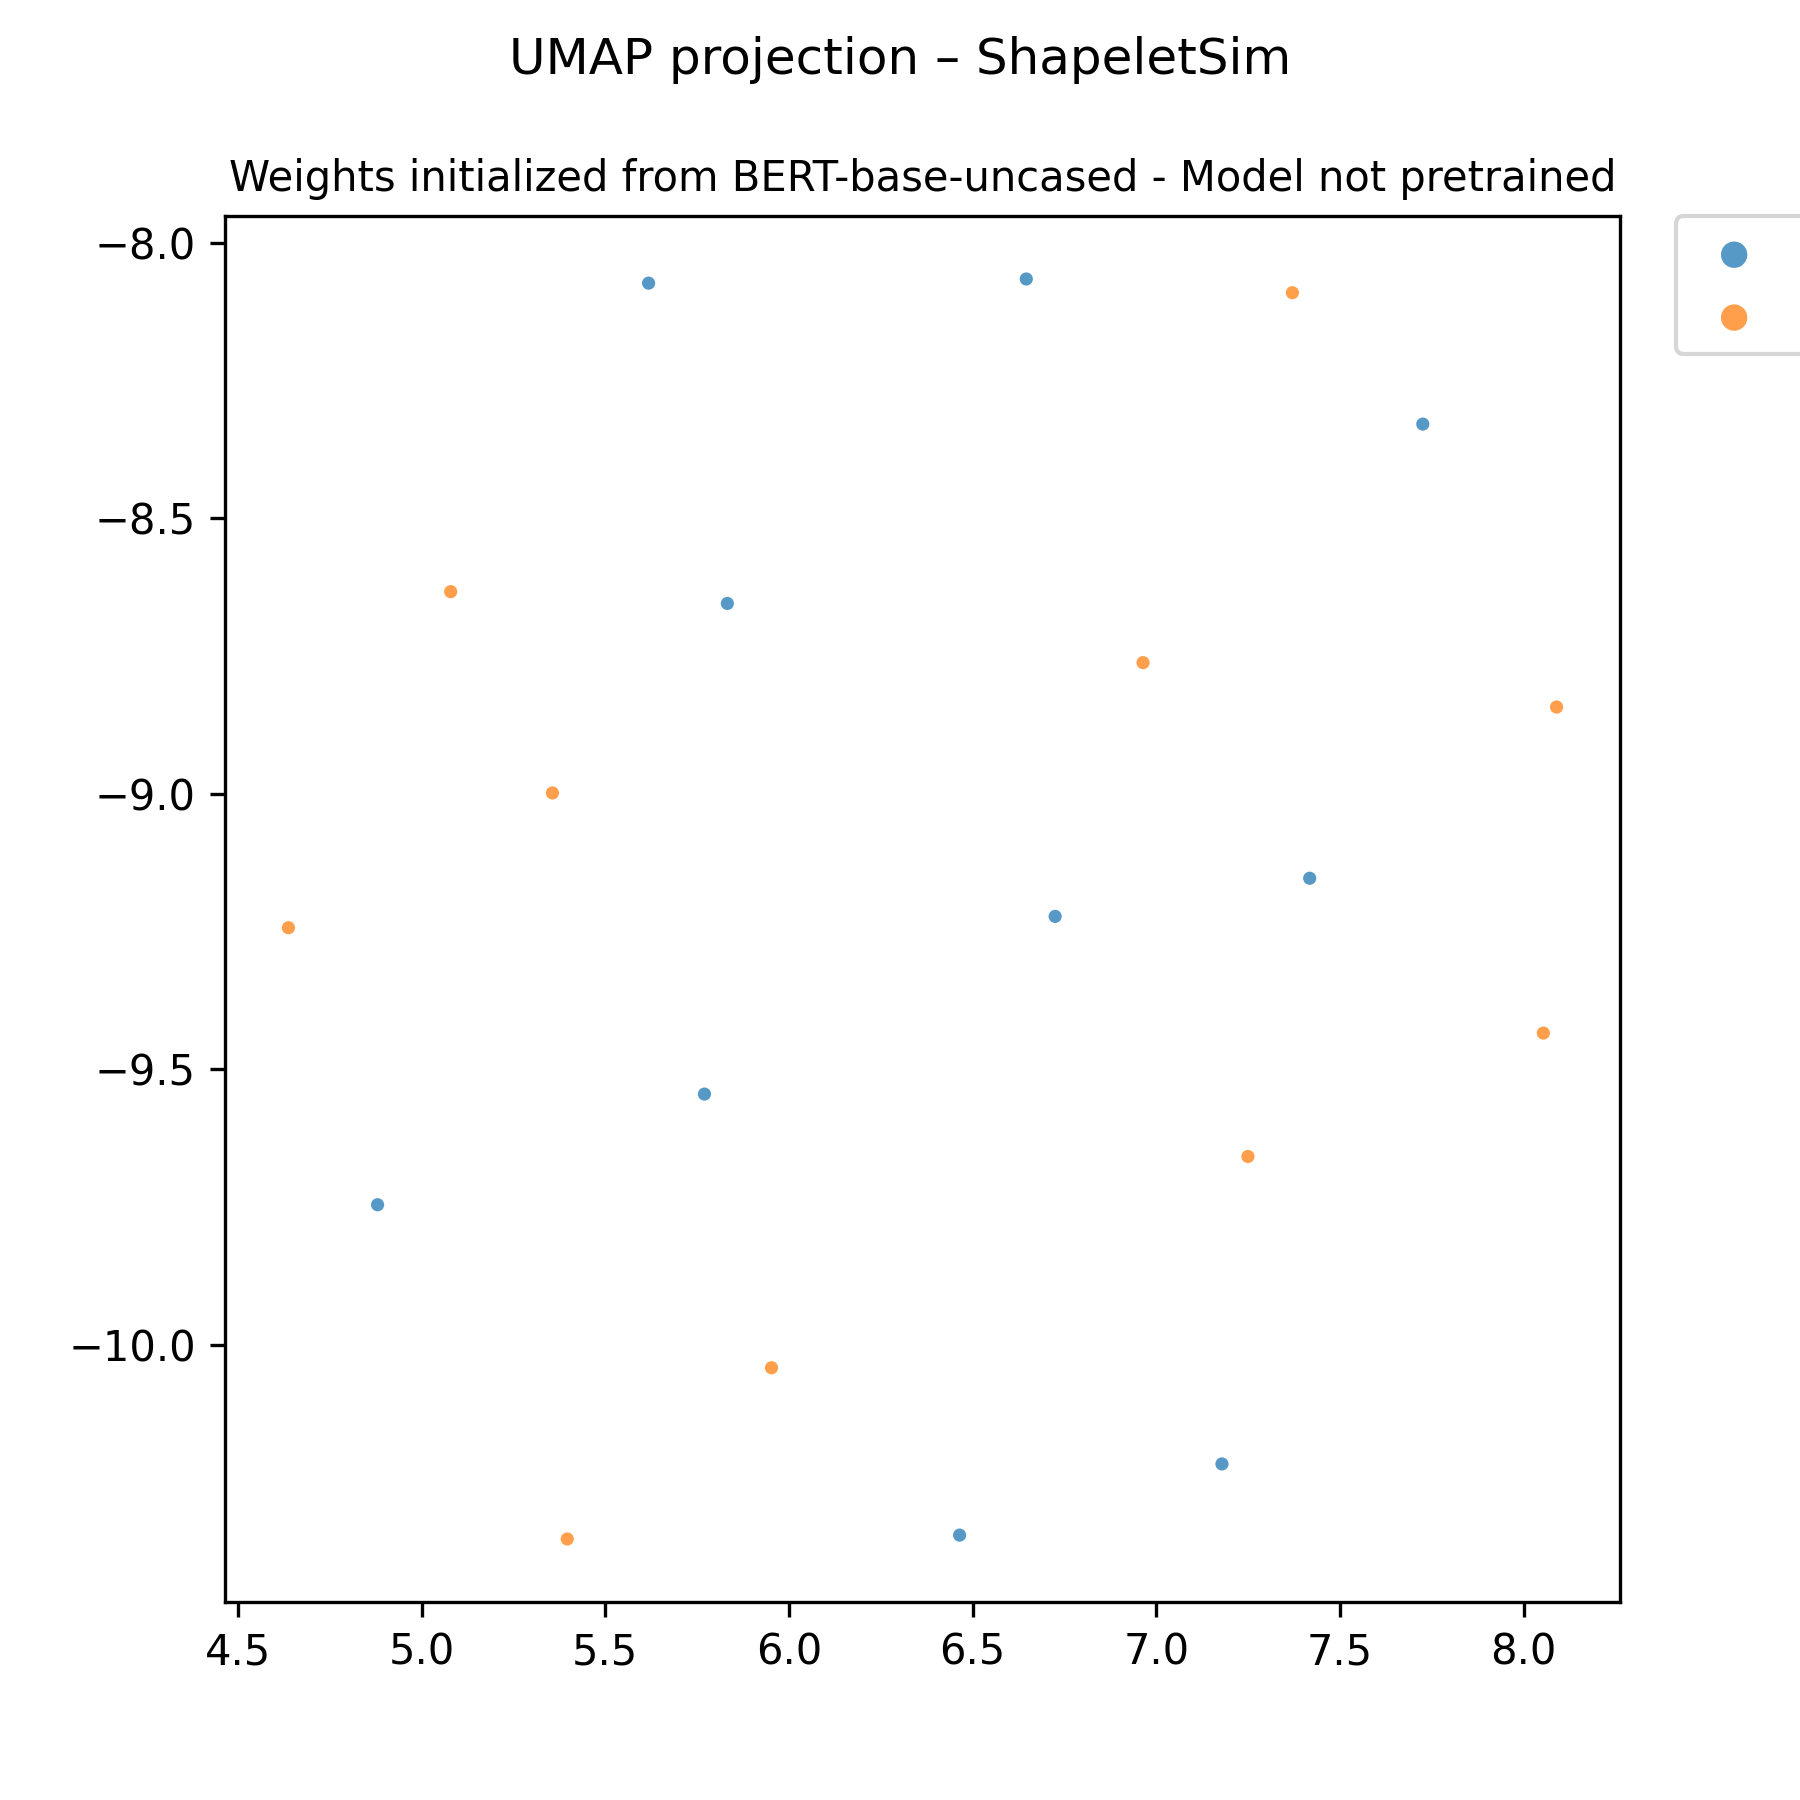 UMAP projection – ShapeletSim
Weights initialized from BERT-base-uncased - Model not pretrained
−8.0
−8.5
−9.0
−9.5
−10.0
4.5 5.0 5.5 6.0 6.5 7.0 7.5 8.0